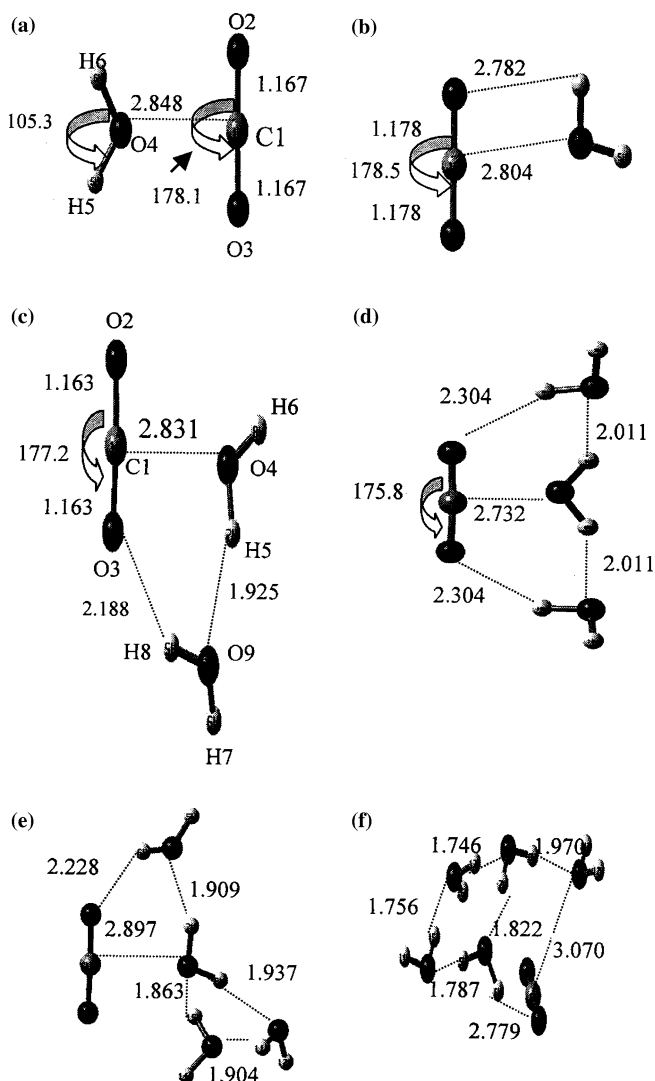 (a)
O2
H6
2.848
1.167
105.3
O4
C1
178.1
1.167
H5
O3
(b)
2.782
1.178
178.5
2.804
1.178
(c)
O2
1.163
H6
2.831
177.2
C1
O4
1.163
O3
H5
2.188
1.925
H8
O9
H7
(d)
2.304
2.011
175.8
2.732
2.011
2.304
(e)
2.228
1.909
2.897
1.937
1.863
1.904
(f)
1.746
1.970
1.756
1.822
3.070
1.787
2.779